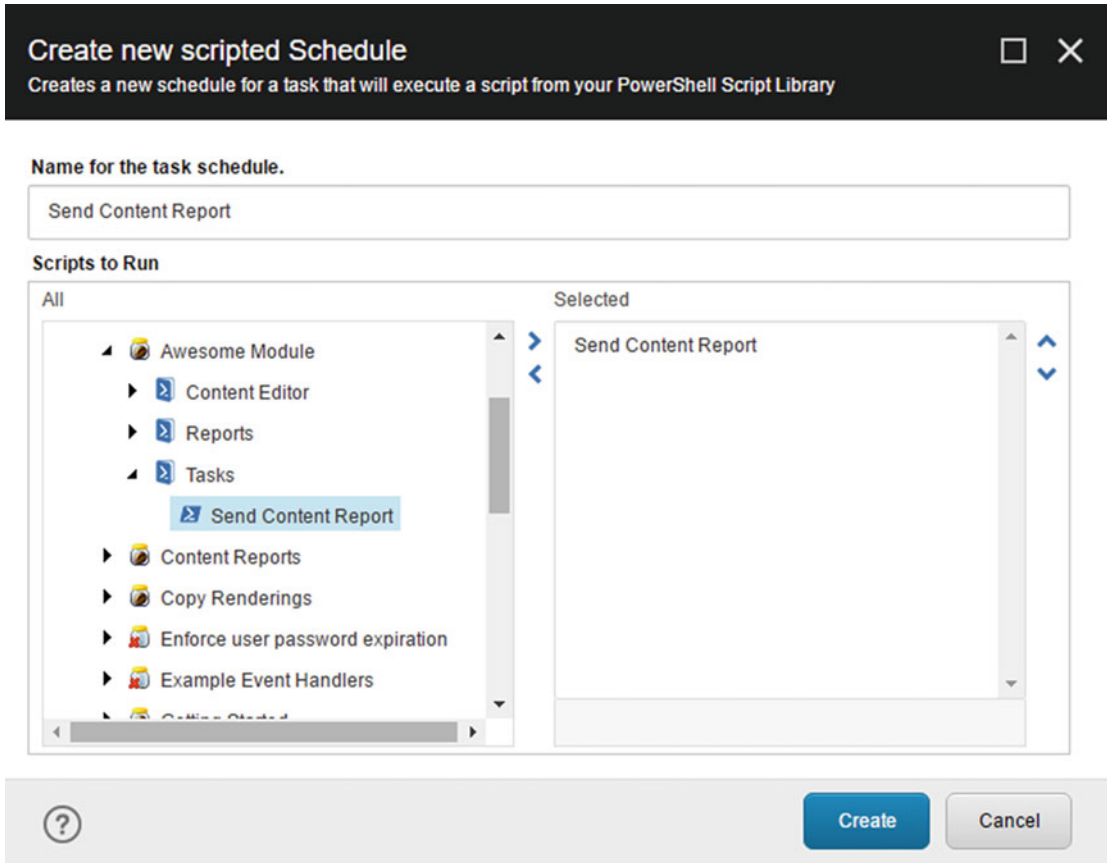 Create new scripted Schedule
Creates a new schedule for a task that will execute a script from your PowerShell Script Library
Name for the task schedule.
Send Content Report
Scripts to Run
All
Selected
Awesome Module
Content Editor
Reports
Tasks
Send Content Report
Content Reports
Copy Renderings
Enforce user password expiration
Example Event Handlers
Getting Started
Send Content Report
?
Create
Cancel